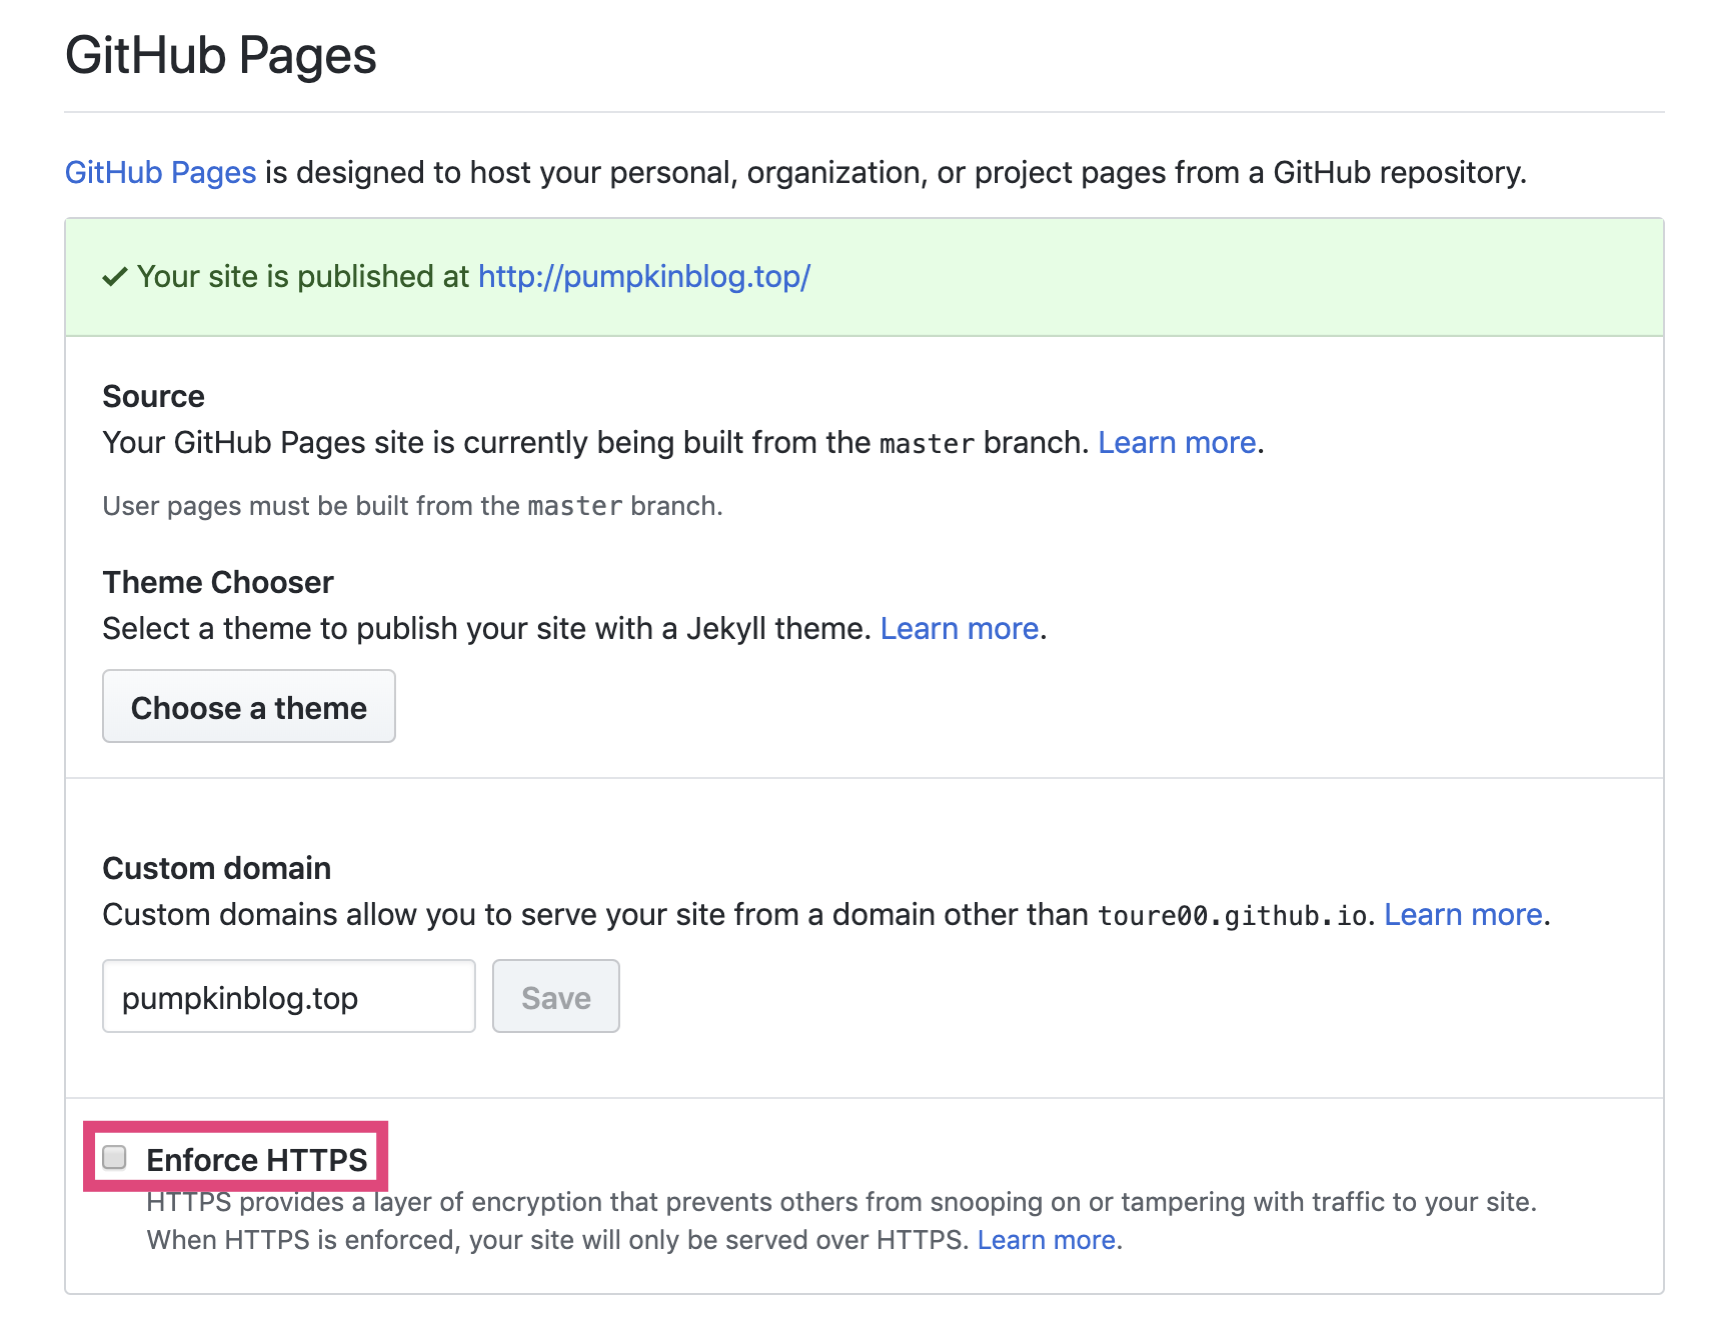 GitHub Pages
GitHub Pages is designed to host your personal, organization, or project pages from a GitHub repository.
Your site is published at http://pumpkinblog.top/
Source
Your GitHub Pages site is currently being built from the master branch. Learn more.
User pages must be built from the master branch.
Theme Chooser
Select a theme to publish your site with a Jekyll theme. Learn more.
Choose a theme
Custom domain
Custom domains allow you to serve your site from a domain other than toure00.github.io. Learn more.
pumpkinblog.top Save
Enforce HTTPS
HTTPS provides a layer of encryption that prevents others from snooping on or tampering with traffic to your site.
When HTTPS is enforced, your site will only be served over HTTPS. Learn more.